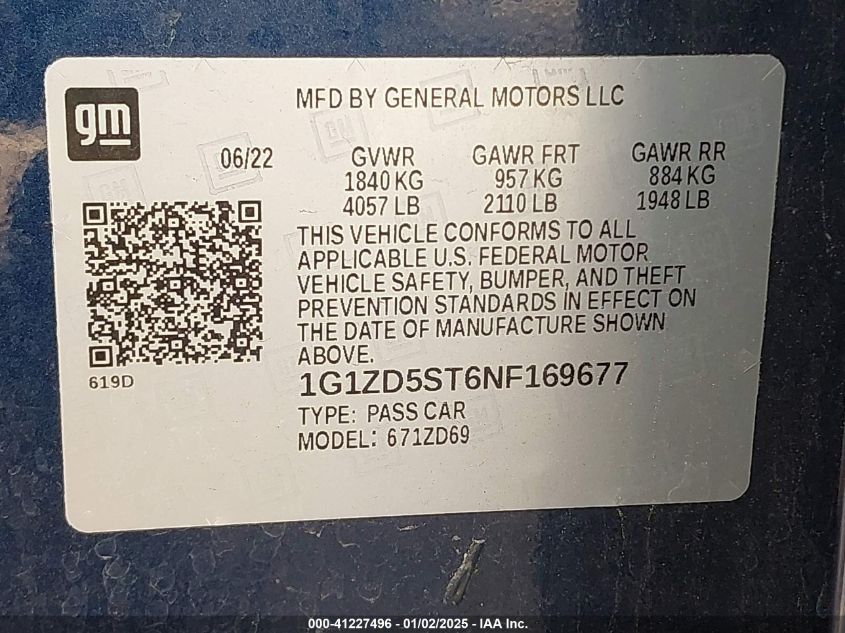 gm
MFD BY GENERAL MOTORS LLC
06/22 GVWR GAWR FRT GAWR RR
1840 KG 957 KG 884 KG
4057 LB 2110 LB 1948 LB
THIS VEHICLE CONFORMS TO ALL
APPLICABLE U.S. FEDERAL MOTOR
VEHICLE SAFETY, BUMPER, AND THEFT
PREVENTION STANDARDS IN EFFECT ON
THE DATE OF MANUFACTURE SHOWN
ABOVE.
619D
1G1ZD5ST6NF169677
TYPE: PASS CAR
MODEL: 671ZD69
000-41227496 - 01/02/2025 - IAA Inc.